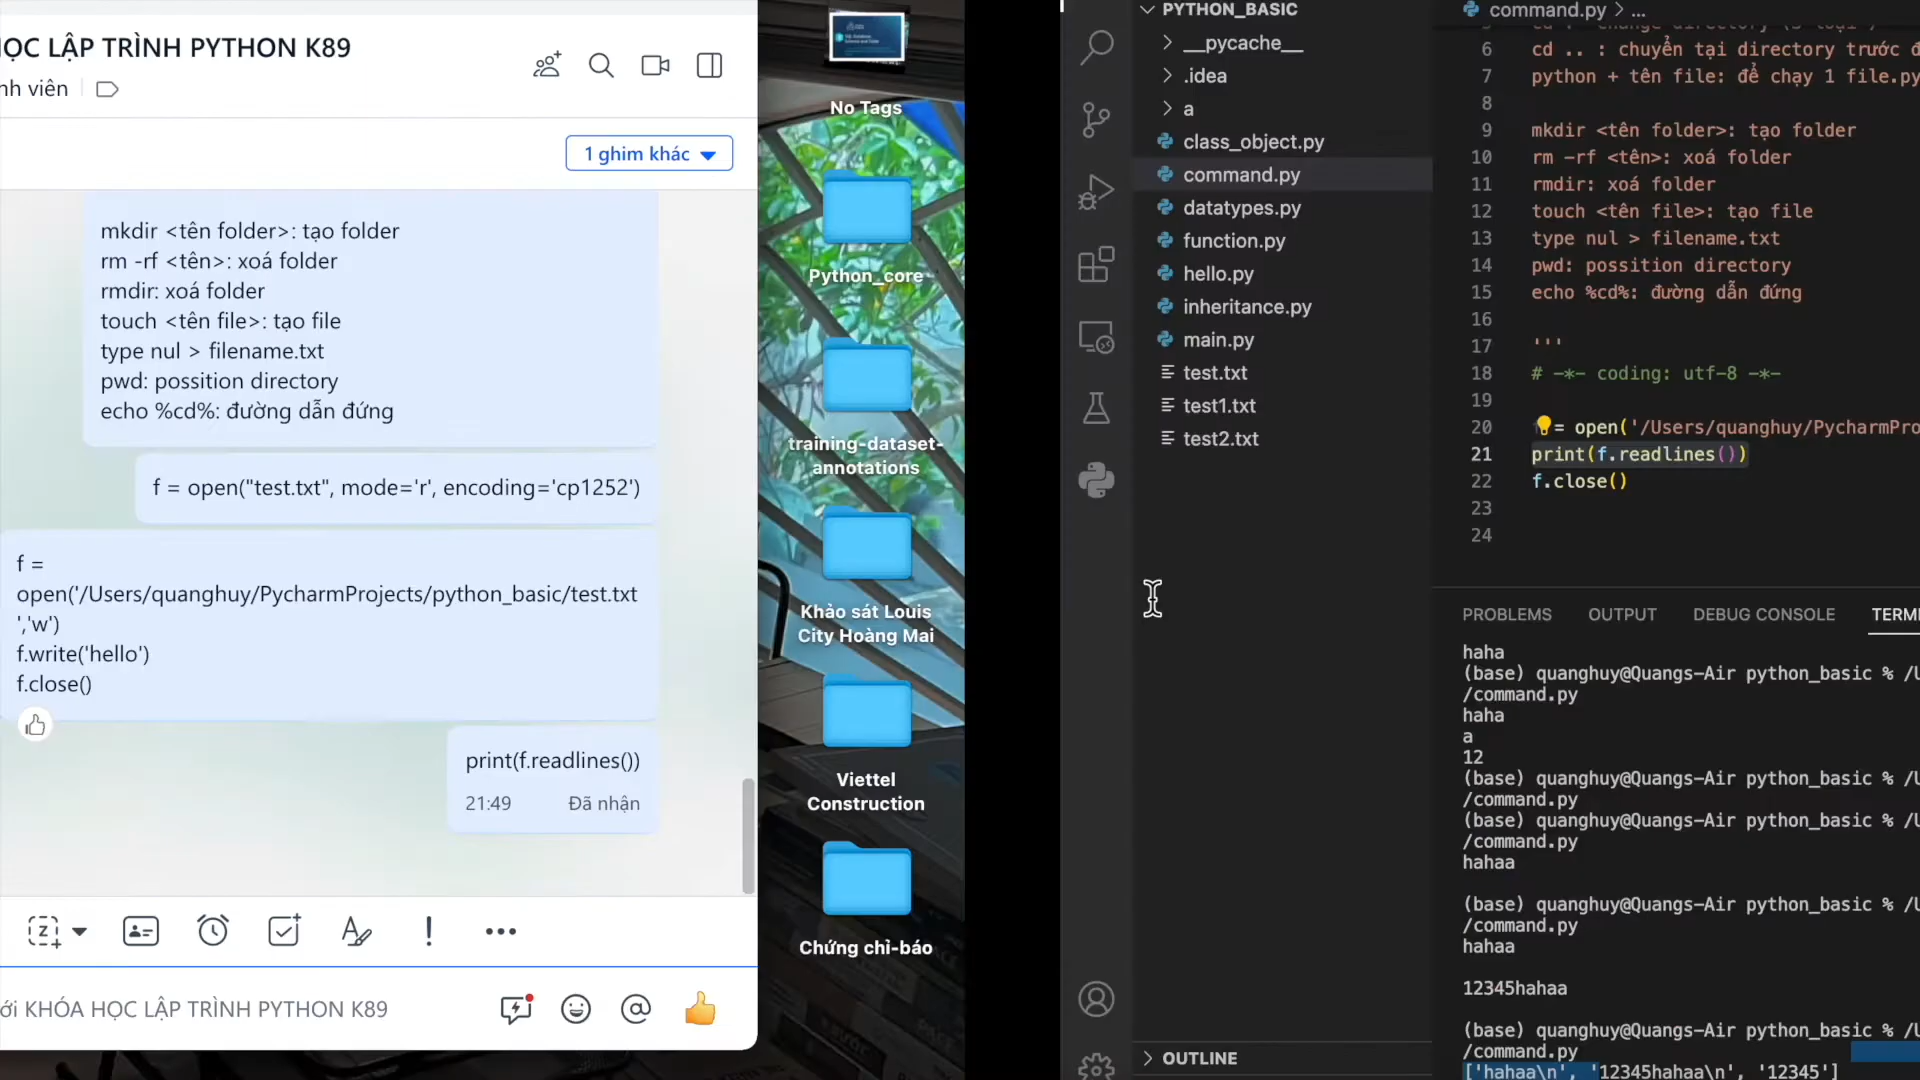 ỌC LẬP TRÌNH PYTHON K89
nh viên
1 ghim khác
mkdir <tên folder>: tạo folder
rm -rf <tên>: xoá folder
rmdir: xoá folder
touch <tên file>: tạo file
type nul > filename.txt
pwd: possition directory
echo %cd%: đường dẫn đứng
f = open("test.txt", mode='r', encoding='cp1252')
f =
open('/Users/quanghuy/PycharmProjects/python_basic/test.txt
','w')
f.write('hello')
f.close()
print(f.readlines())
21:49 Đã nhận
ới KHÓA HỌC LẬP TRÌNH PYTHON K89
No Tags
Python_core
training-dataset-
annotations
Khảo sát Louis
City Hoàng Mai
Viettel
Construction
Chứng chỉ-báo
PYTHON_BASIC
__pycache__
.idea
a
class_object.py
command.py
datatypes.py
function.py
hello.py
inheritance.py
main.py
test.txt
test1.txt
test2.txt
OUTLINE
command.py > ...
6 cd .. : chuyển tại directory trước đ
7 python + tên file: để chạy 1 file.py
8
9 mkdir <tên folder>: tạo folder
10 rm -rf <tên>: xoá folder
11 rmdir: xoá folder
12 touch <tên file>: tạo file
13 type nul > filename.txt
14 pwd: possition directory
15 echo %cd%: đường dẫn đứng
16
17 '''
18 # -*- coding: utf-8 -*-
19
20 = open('/Users/quanghuy/PycharmPro
21 print(f.readlines())
22 f.close()
23
24
PROBLEMS OUTPUT DEBUG CONSOLE TERM
haha
(base) quanghuy@Quangs-Air python_basic % /U
/command.py
haha
a
12
(base) quanghuy@Quangs-Air python_basic % /U
/command.py
(base) quanghuy@Quangs-Air python_basic % /U
/command.py
hahaa
(base) quanghuy@Quangs-Air python_basic % /U
/command.py
hahaa
12345hahaa
(base) quanghuy@Quangs-Air python_basic % /U
/command.py
['hahaa\n', '12345hahaa\n', '12345']